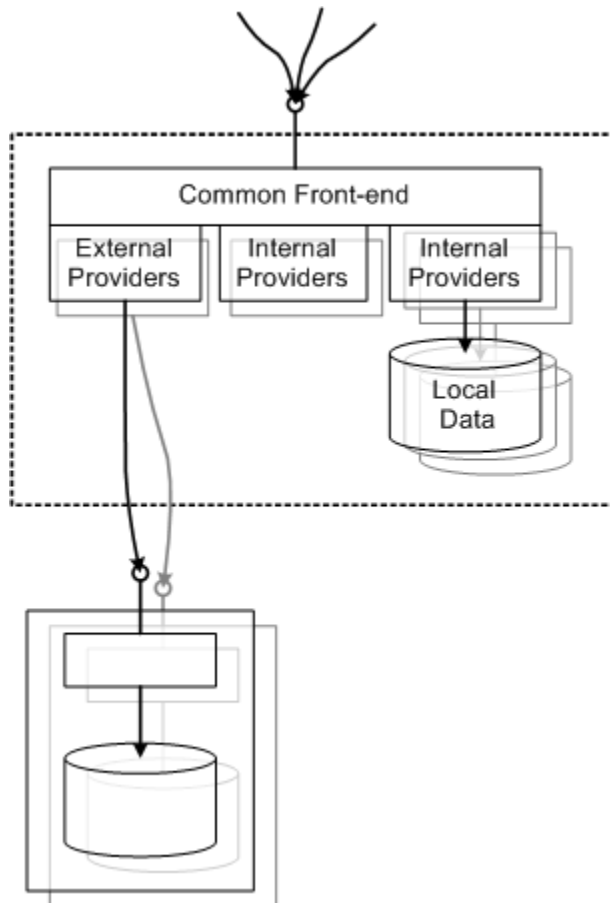 Common Front-end
External
Providers
Internal
Providers
Internal
Providers
Local
Data